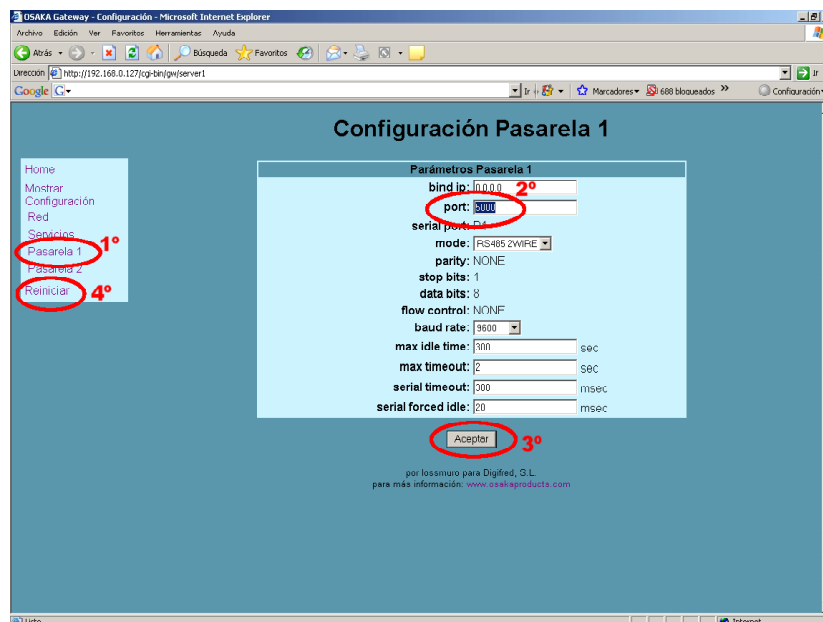 OSAKA Gateway - Configuración - Microsoft Internet Explorer
Archivo Edición Ver Favoritos Herramientas Ayuda
Atrás Búsqueda Favoritos
Dirección http://192.168.0.127/cgi-bin/gw/server1 Ir
Google G Ir Marcadores 688 bloqueados » Configuración
Configuración Pasarela 1
Home
Mostrar
Configuración
Red
Servicios
Pasarela 1 1º
Pasarela 2
Reiniciar 4º
Parámetros Pasarela 1
bind ip: 0.0.0.0 2º
port: 5000
serial port:
mode: RS485 2WIRE
parity: NONE
stop bits: 1
data bits: 8
flow control: NONE
baud rate: 9600
max idle time: 300 sec
max timeout: 2 sec
serial timeout: 300 msec
serial forced idle: 20 msec
Aceptar 3º
por lossmuro para Digifred, S.L.
para más información: www.osakaproducts.com
Listo Internet